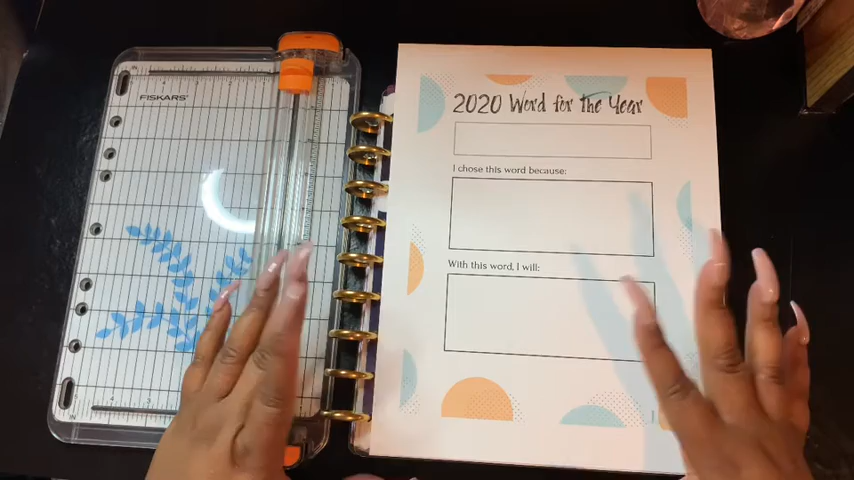 FISKARS
2020 Word for the Year
I chose this word because:
With this word, I will: